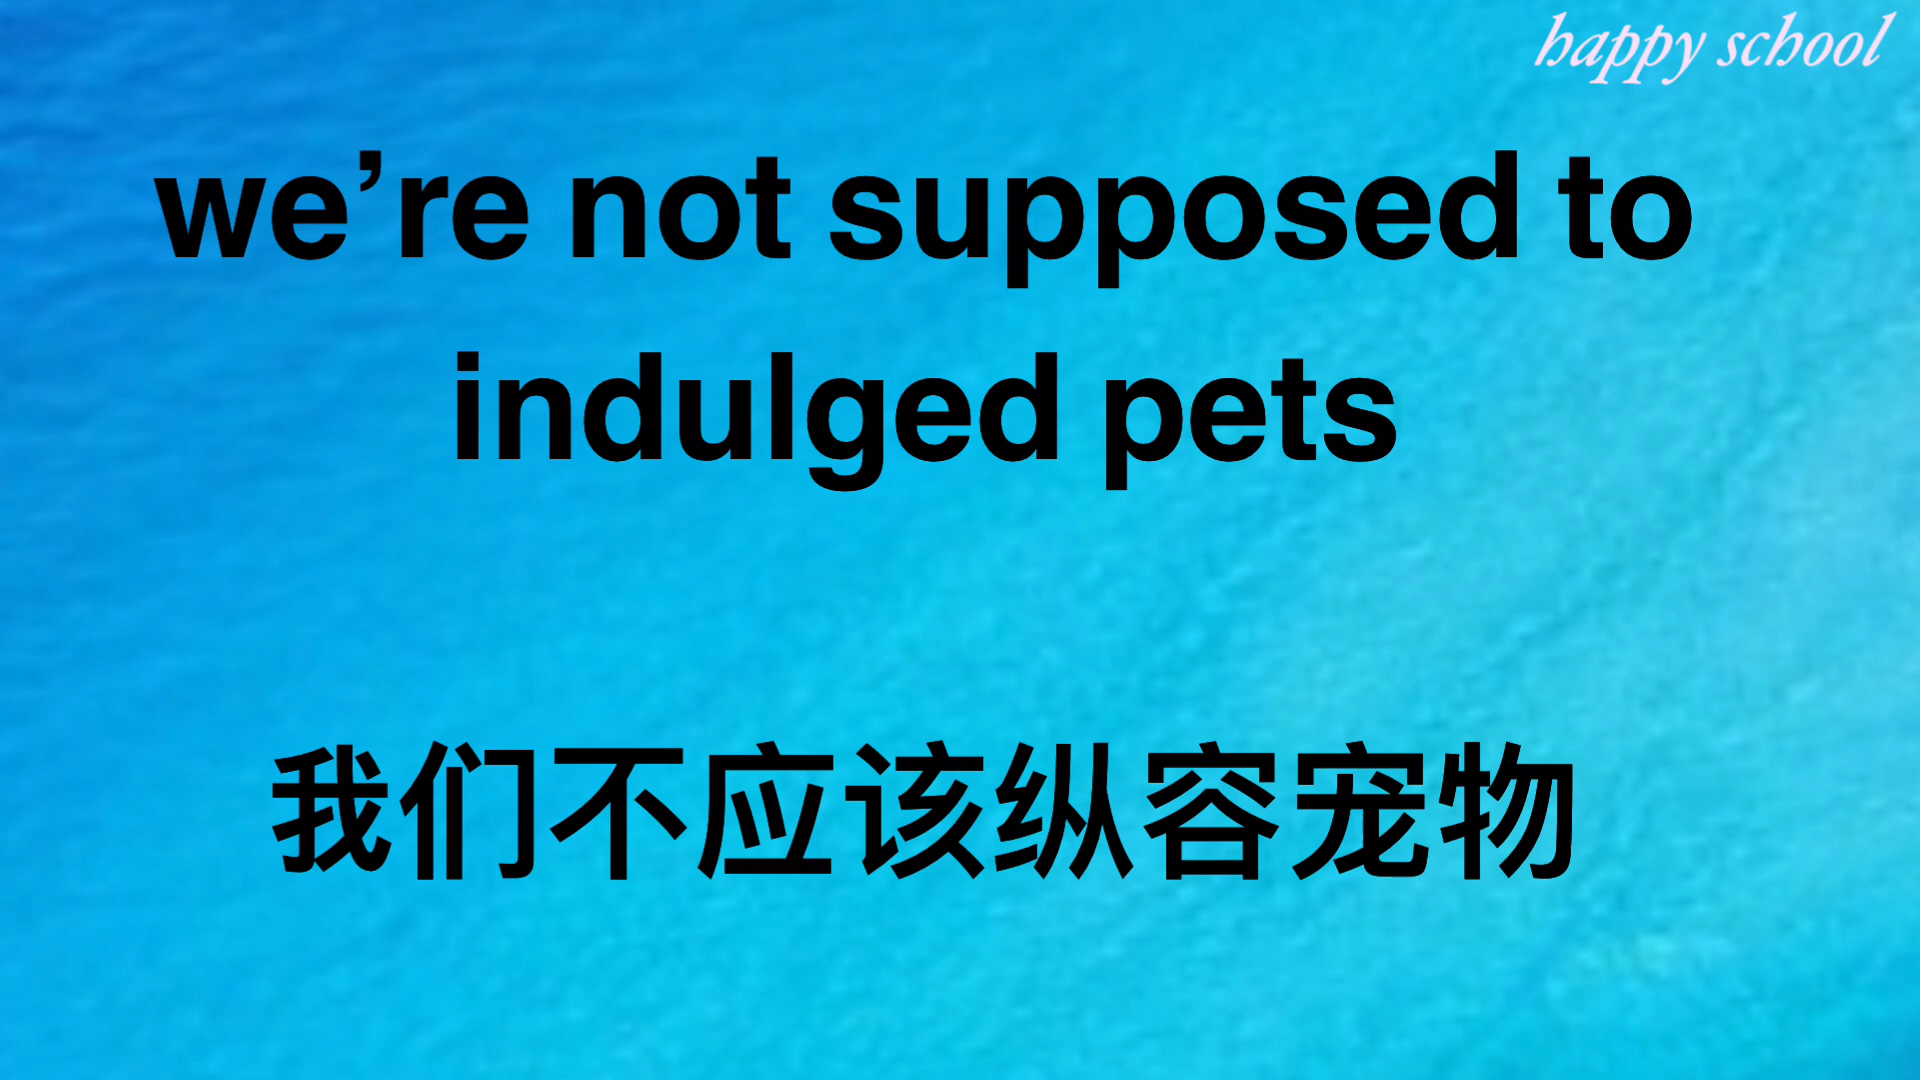 happy school
we’re not supposed to
indulged pets
我们不应该纵容宠物